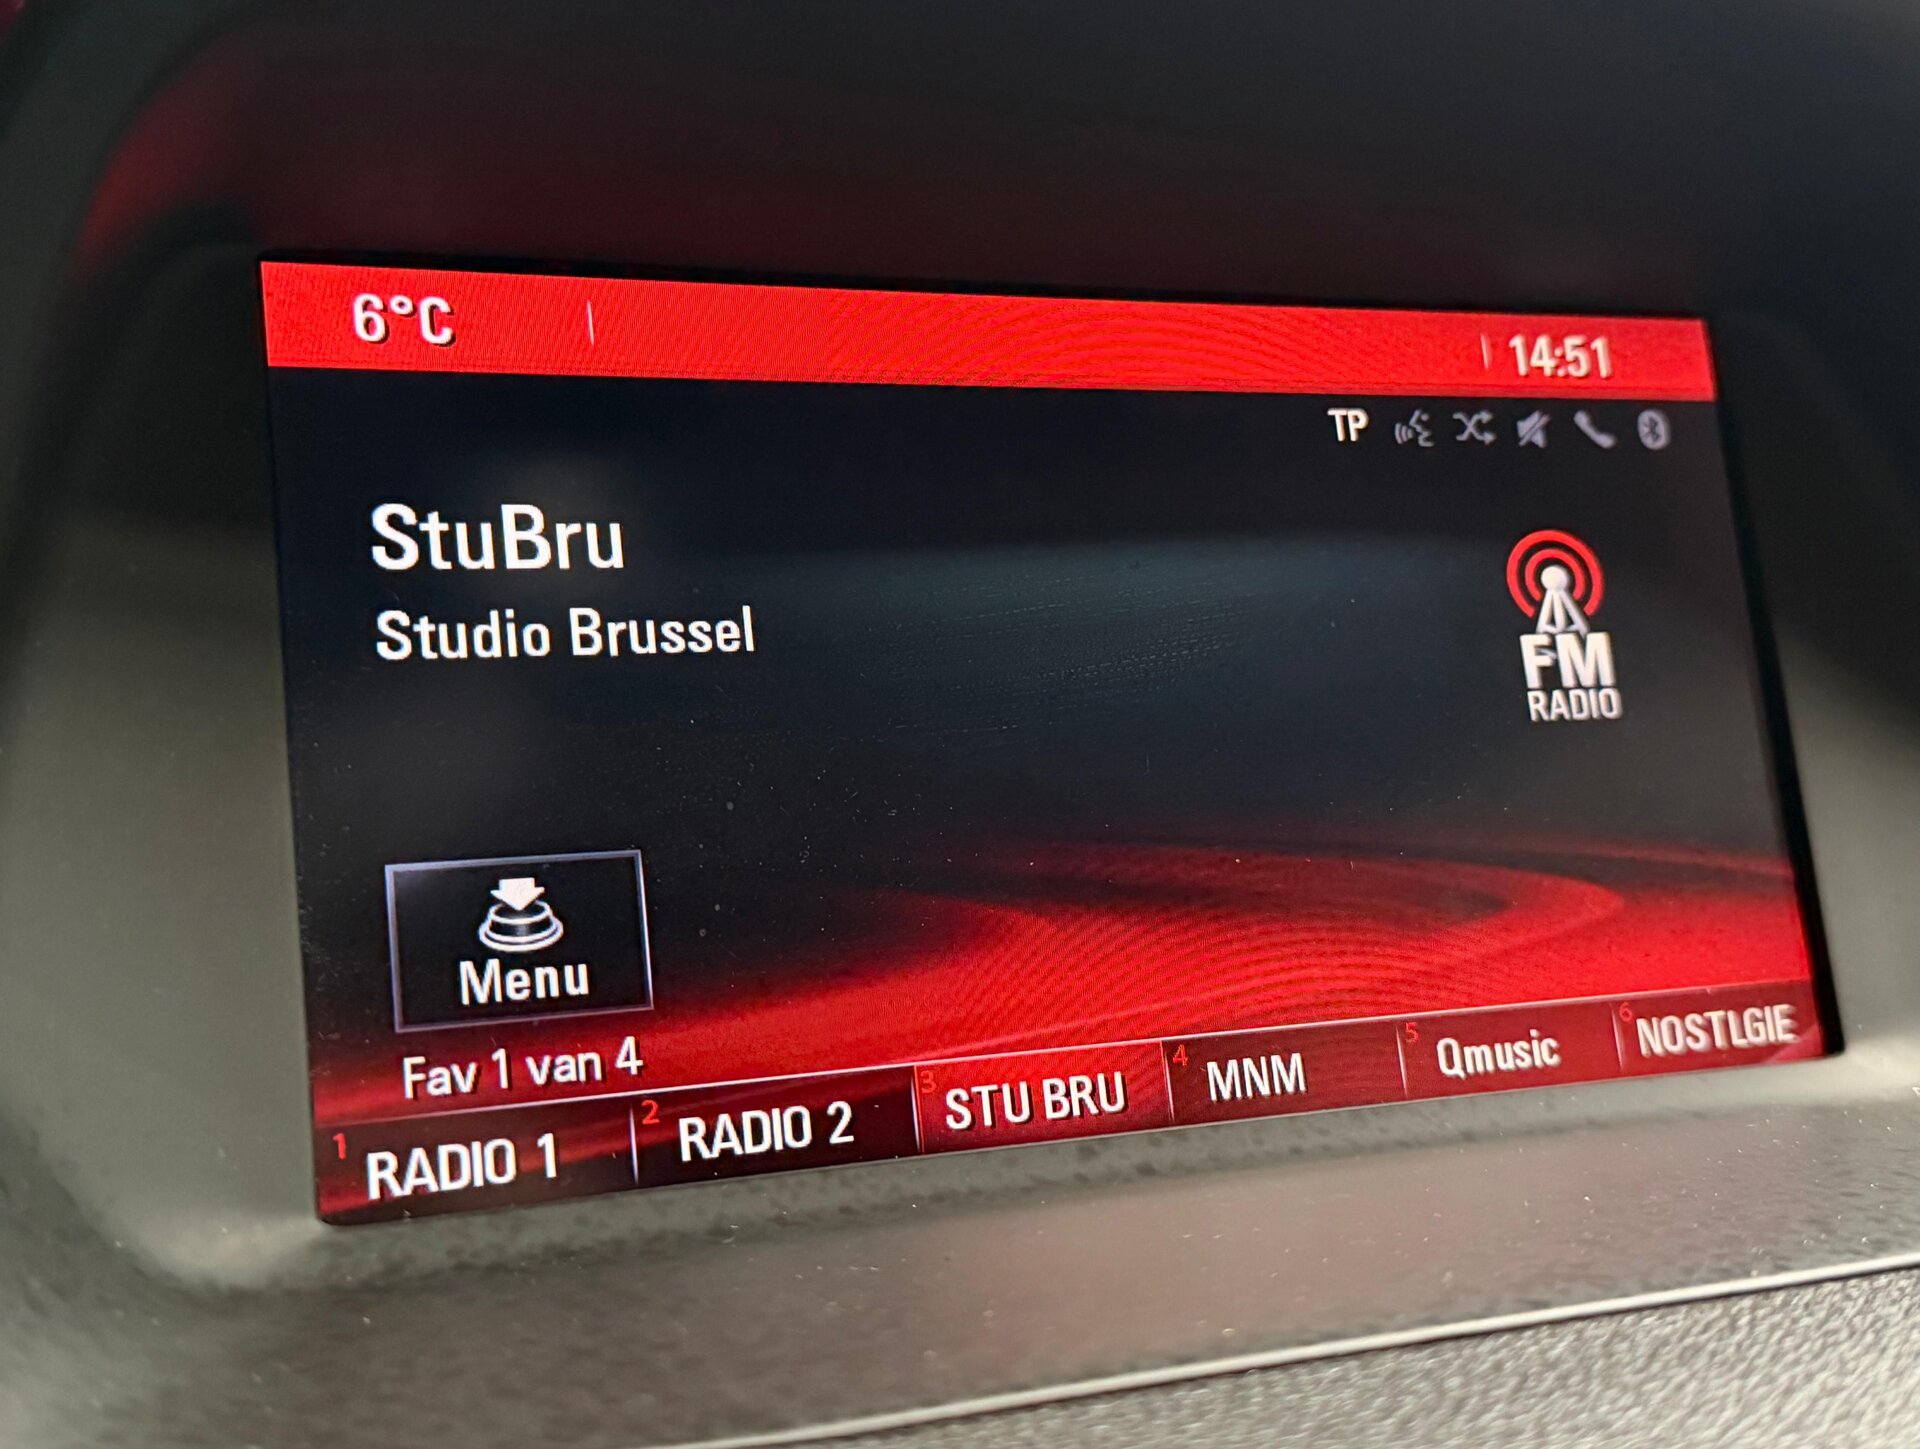 6°C
14:51
TP
StuBru
Studio Brussel
FM
RADIO
Menu
Fav 1 van 4
1 RADIO 1
2 RADIO 2
3 STU BRU
4 MNM
5 Qmusic
6 NOSTLGIE